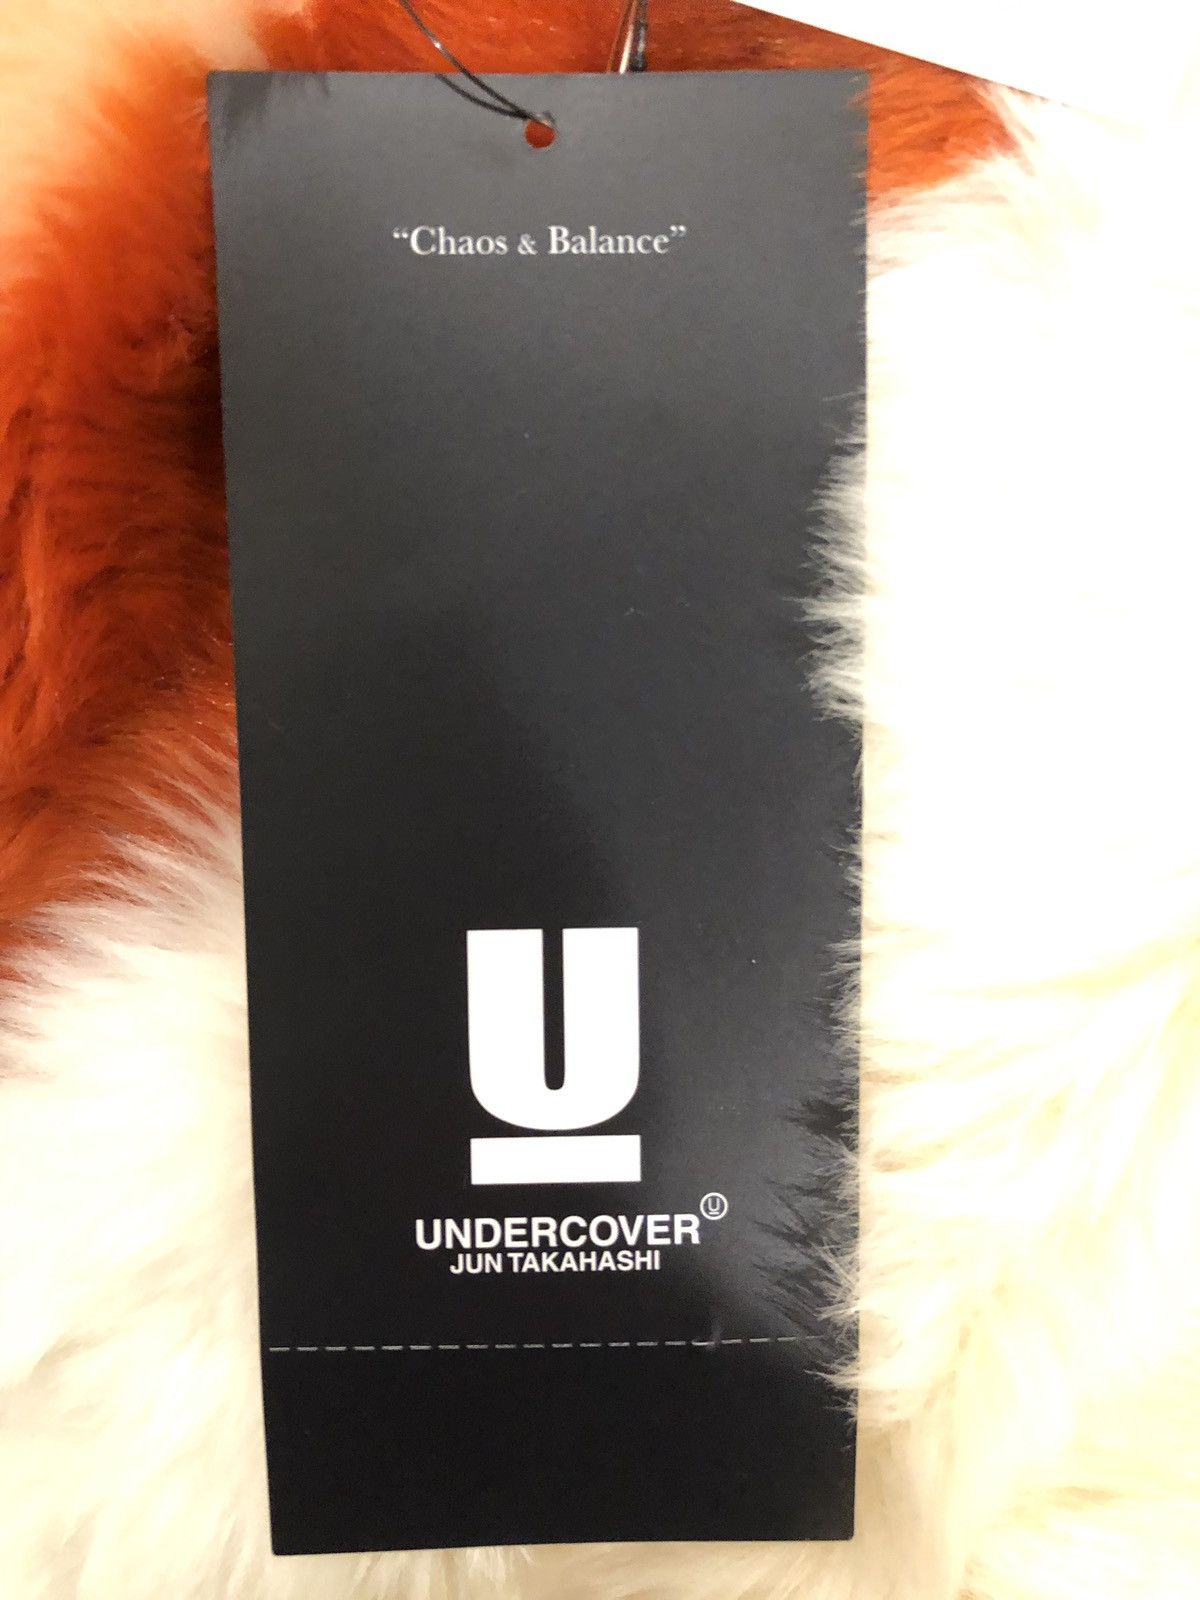 “Chaos & Balance”
U
UNDERCOVER Ⓤ
JUN TAKAHASHI